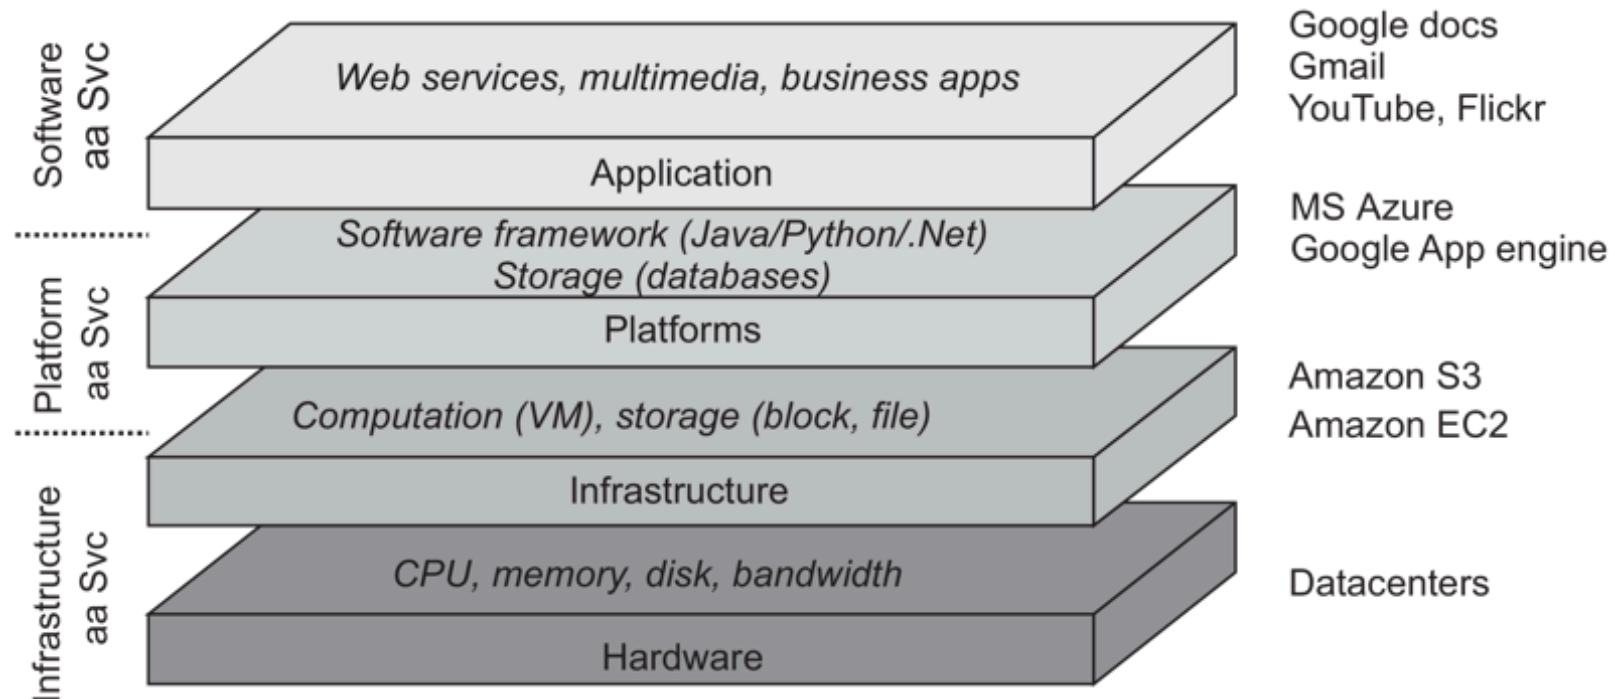 Software
aa Svc
Web services, multimedia, business apps
Application
Google docs
Gmail
YouTube, Flickr
Platform
aa Svc
Software framework (Java/Python/.Net)
Storage (databases)
Platforms
MS Azure
Google App engine
Infrastructure
aa Svc
Computation (VM), storage (block, file)
Infrastructure
Amazon S3
Amazon EC2
CPU, memory, disk, bandwidth
Hardware
Datacenters